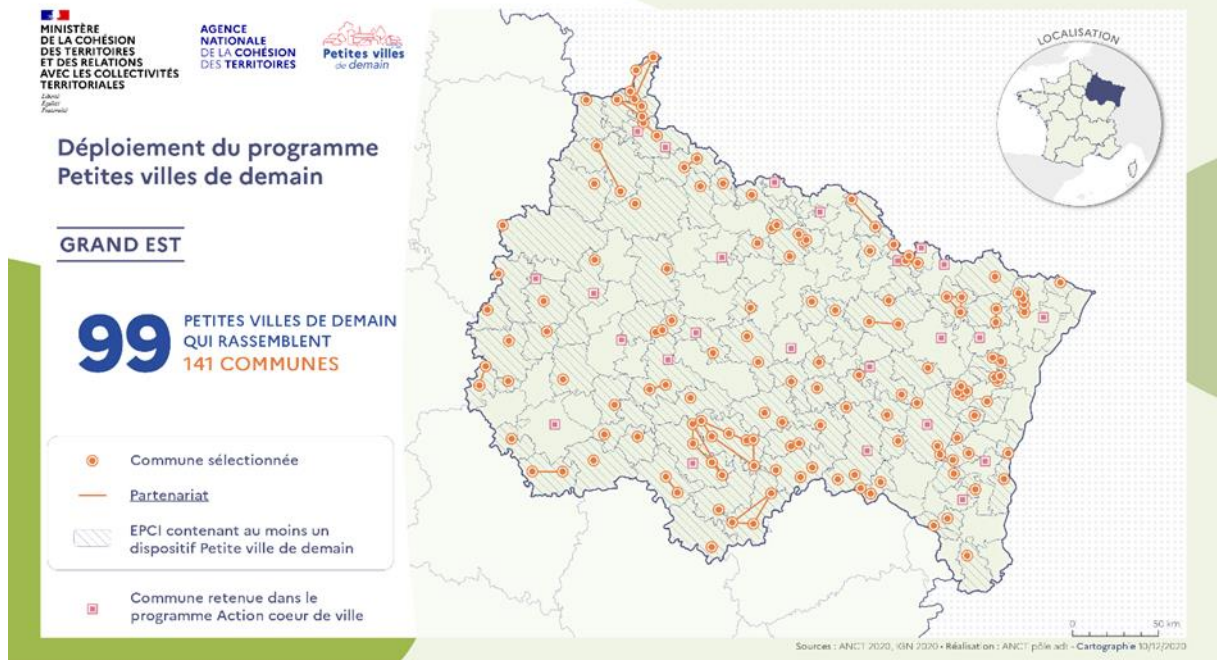 MINISTÈRE
DE LA COHÉSION
DES TERRITOIRES
ET DES RELATIONS
AVEC LES COLLECTIVITÉS
TERRITORIALES
Liberté
Égalité
Fraternité
AGENCE
NATIONALE
DE LA COHÉSION
DES TERRITOIRES
Petites villes
de demain
LOCALISATION
Déploiement du programme
Petites villes de demain
GRAND EST
99
PETITES VILLES DE DEMAIN
QUI RASSEMBLENT
141 COMMUNES
Commune sélectionnée
Partenariat
EPCI contenant au moins un
dispositif Petite ville de demain
Commune retenue dans le
programme Action coeur de ville
0 50 km
Sources : ANCT 2020, IGN 2020 • Réalisation : ANCT pôle adt - Cartographie 10/12/2020